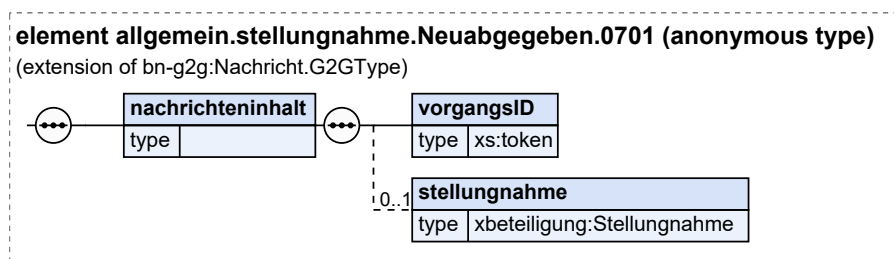 element allgemein.stellungnahme.Neuabgegeben.0701 (anonymous type)
(extension of bn-g2g:Nachricht.G2GType)
nachrichteninhalt
type
vorgangsID
type xs:token
0..1
stellungnahme
type xbeteiligung:Stellungnahme